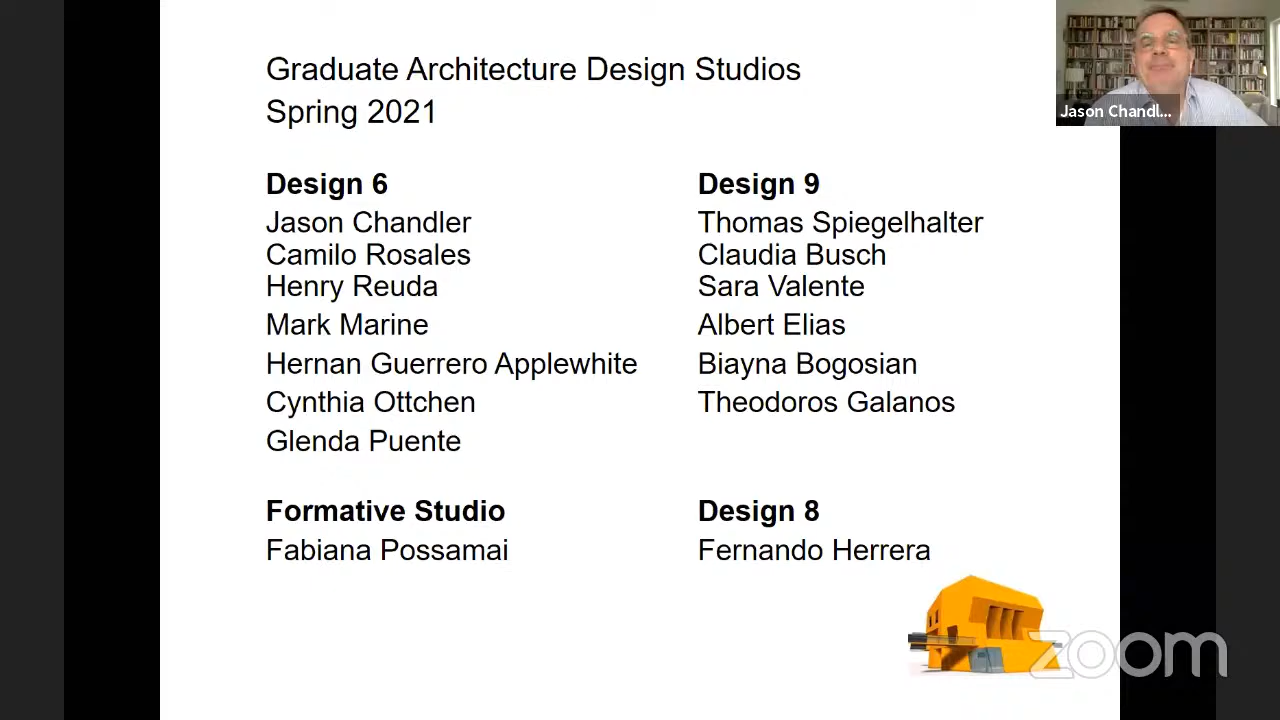 Graduate Architecture Design Studios
Spring 2021
Jason Chandl...
Design 6
Jason Chandler
Camilo Rosales
Henry Reuda
Mark Marine
Hernan Guerrero Applewhite
Cynthia Ottchen
Glenda Puente
Design 9
Thomas Spiegelhalter
Claudia Busch
Sara Valente
Albert Elias
Biayna Bogosian
Theodoros Galanos
Formative Studio
Fabiana Possamai
Design 8
Fernando Herrera
zoom